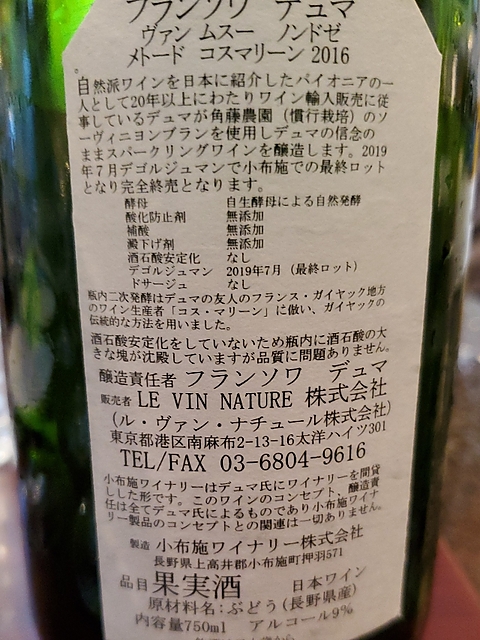 フランソワ　デュマ
ヴァン ムスー　ノンドゼ
メトード　コスマリーン 2016
自然派ワインを日本に紹介したパイオニアの一
人として20年以上にわたりワイン輸入販売に従
事しているデュマが角藤農園（慣行栽培）のソ
ーヴィニヨンブランを使用しデュマの信念の
ままスパークリングワインを醸造します。2019
年７月デゴルジュマンで小布施での最終ロット
となり完全終売となります。
酵母　自生酵母による自然発酵
酸化防止剤　無添加
補酸　無添加
澱下げ剤　無添加
酒石酸安定化　なし
デゴルジュマン　2019年7月（最終ロット）
ドサージュ　なし
瓶内二次発酵はデュマの友人のフランス・ガイヤック地方
のワイン生産者「コス・マリーン」に倣い、ガイヤックの
伝統的な方法を用いました。
酒石酸安定化をしていないため瓶内に酒石酸の大
きな塊が沈殿していますが品質に問題ありません。
醸造責任者 フランソワ　デュマ
販売者 LE VIN NATURE 株式会社
（ル・ヴァン・ナチュール株式会社）
東京都港区南麻布2-13-16太洋ハイツ301
TEL/FAX 03-6804-9616
小布施ワイナリーはデュマ氏にワイナリーを間貸
しした形です。このワインのコンセプト、醸造責
任は全てデュマ氏によるものであり小布施ワイナ
リー製品のコンセプトとの関連は一切ありません。
製造 小布施ワイナリー株式会社
長野県上高井郡小布施町押羽571
品目 果実酒　日本ワイン
原材料名：ぶどう（長野県産）
内容量750ml　アルコール9%